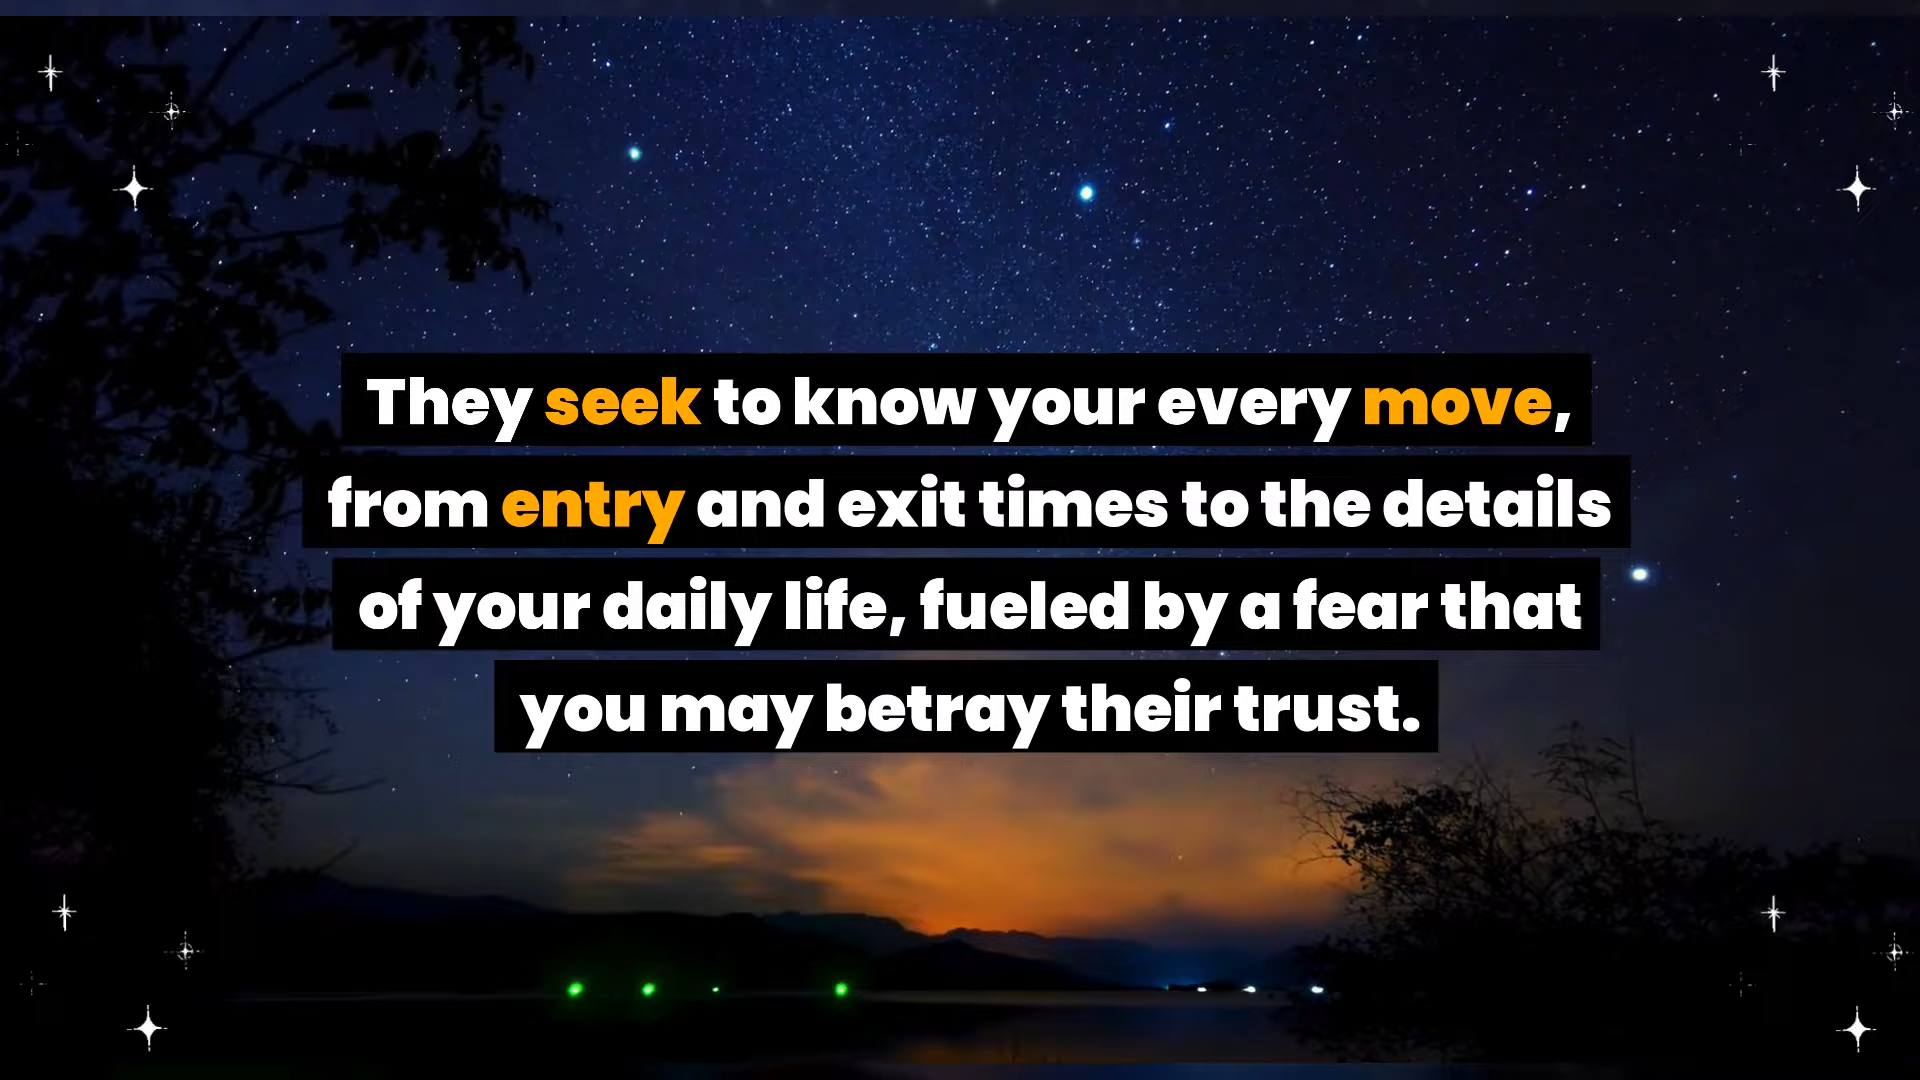 They seek to know your every move,
from entry and exit times to the details
of your daily life, fueled by a fear that
you may betray their trust.